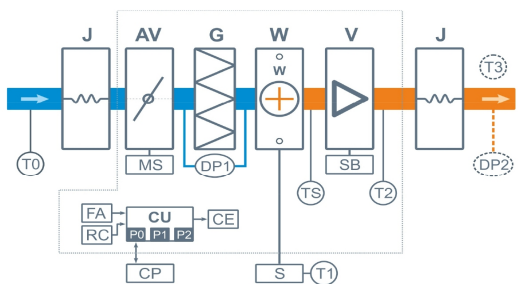 J AV G W V J
W
T3
T0 MS DP1 TS SB T2 DP2
FA CU CE
RC P0 P1 P2
CP S T1